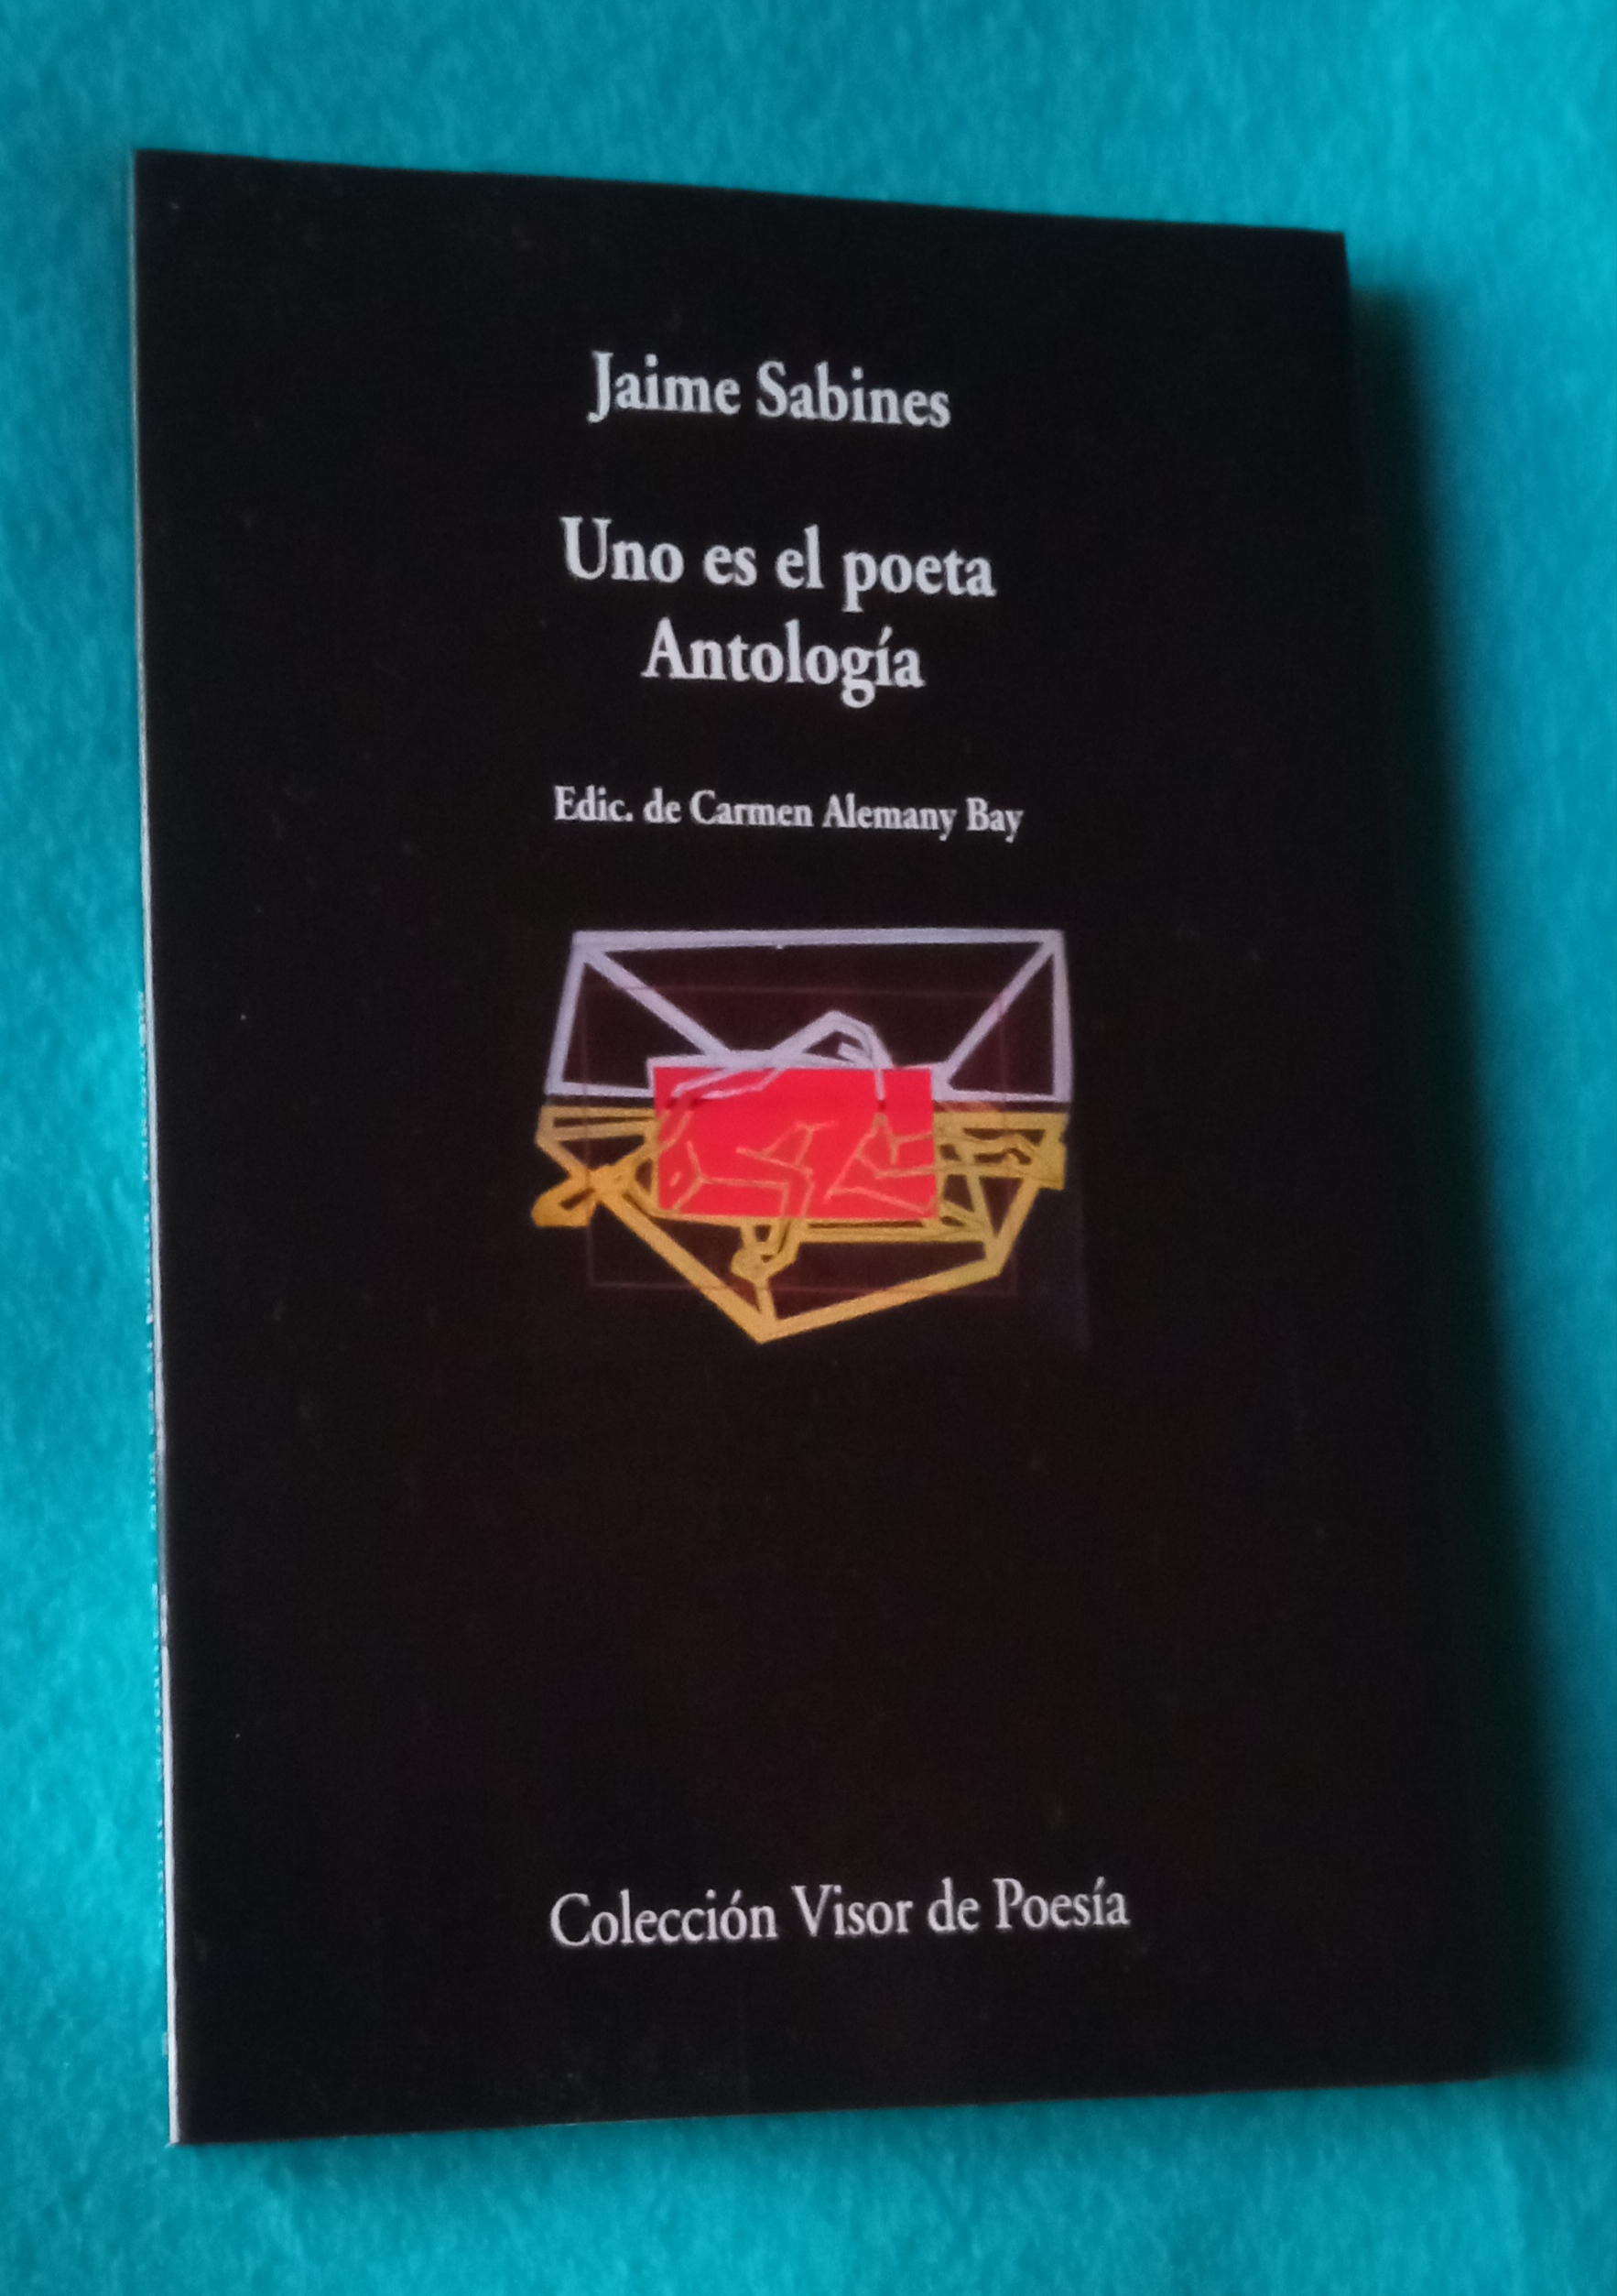 Jaime Sabines
Uno es el poeta
Antología
Edic. de Carmen Alemany Bay
Colección Visor de Poesía